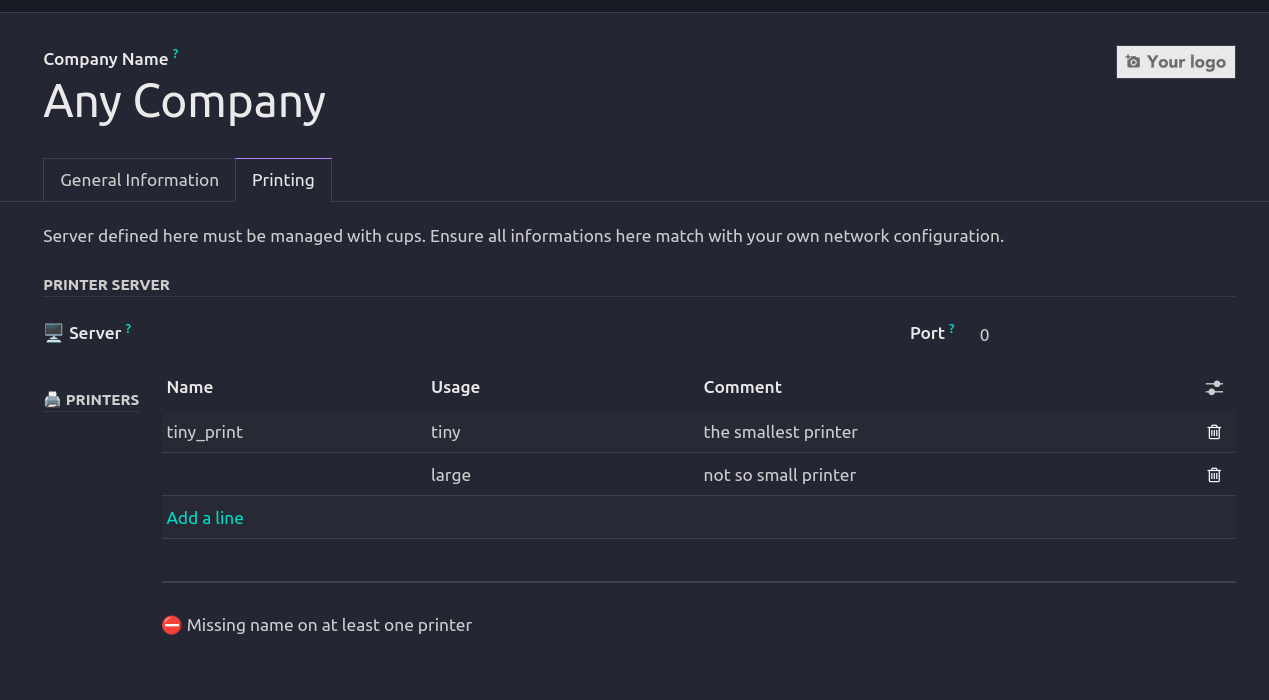 Company Name ?
Your logo
Any Company
General Information Printing
Server defined here must be managed with cups. Ensure all informations here match with your own network configuration.
PRINTER SERVER
Server ? Port ? 0
PRINTERS Name Usage Comment
tiny_print tiny the smallest printer
large not so small printer
Add a line
Missing name on at least one printer